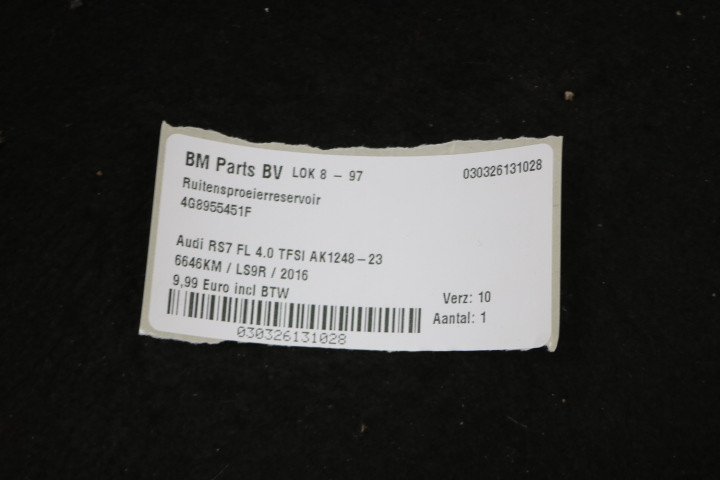 BM Parts BV LOK 8 - 97 030326131028
Ruitensproeierreservoir
4G8955451F
Audi RS7 FL 4.0 TFSI AK1248-23
6646KM / LS9R / 2016
9,99 Euro incl BTW
Verz: 10
Aantal: 1
030326131028